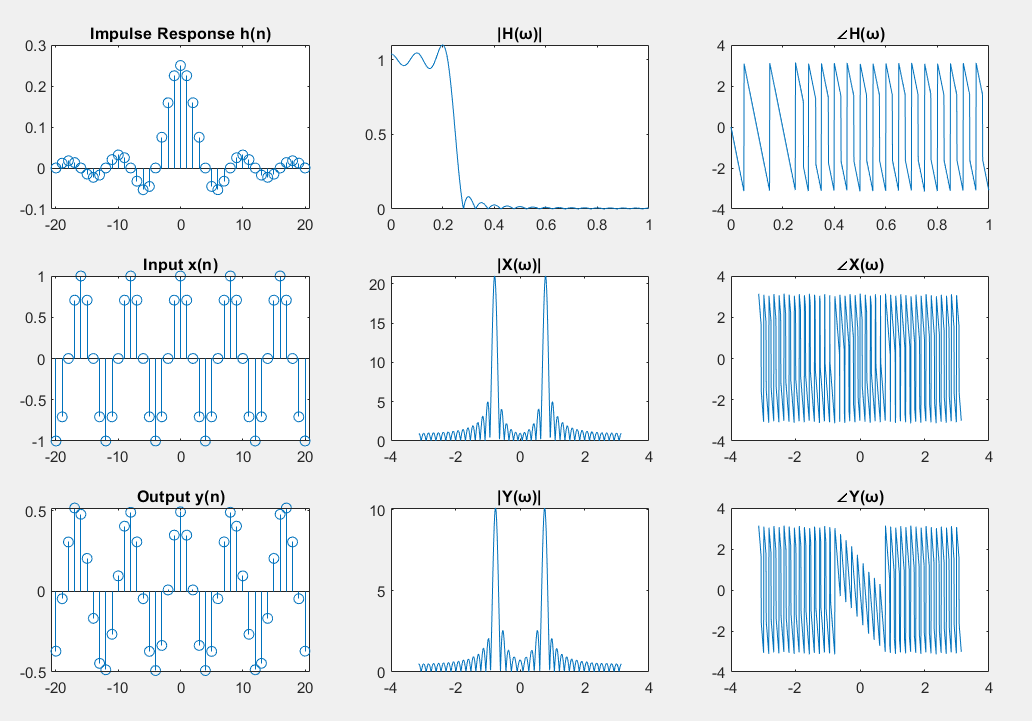 Impulse Response h(n)
0.3
0.2
0.1
0
-0.1
-20 -10 0 10 20
|H(ω)|
1
0.5
0
0 0.2 0.4 0.6 0.8 1
∠H(ω)
4
2
0
-2
-4
0 0.2 0.4 0.6 0.8 1
Input x(n)
1
0.5
0
-0.5
-1
-20 -10 0 10 20
|X(ω)|
20
15
10
5
0
-4 -2 0 2 4
∠X(ω)
4
2
0
-2
-4
-4 -2 0 2 4
Output y(n)
0.5
0
-0.5
-20 -10 0 10 20
|Y(ω)|
10
5
0
-4 -2 0 2 4
∠Y(ω)
4
2
0
-2
-4
-4 -2 0 2 4